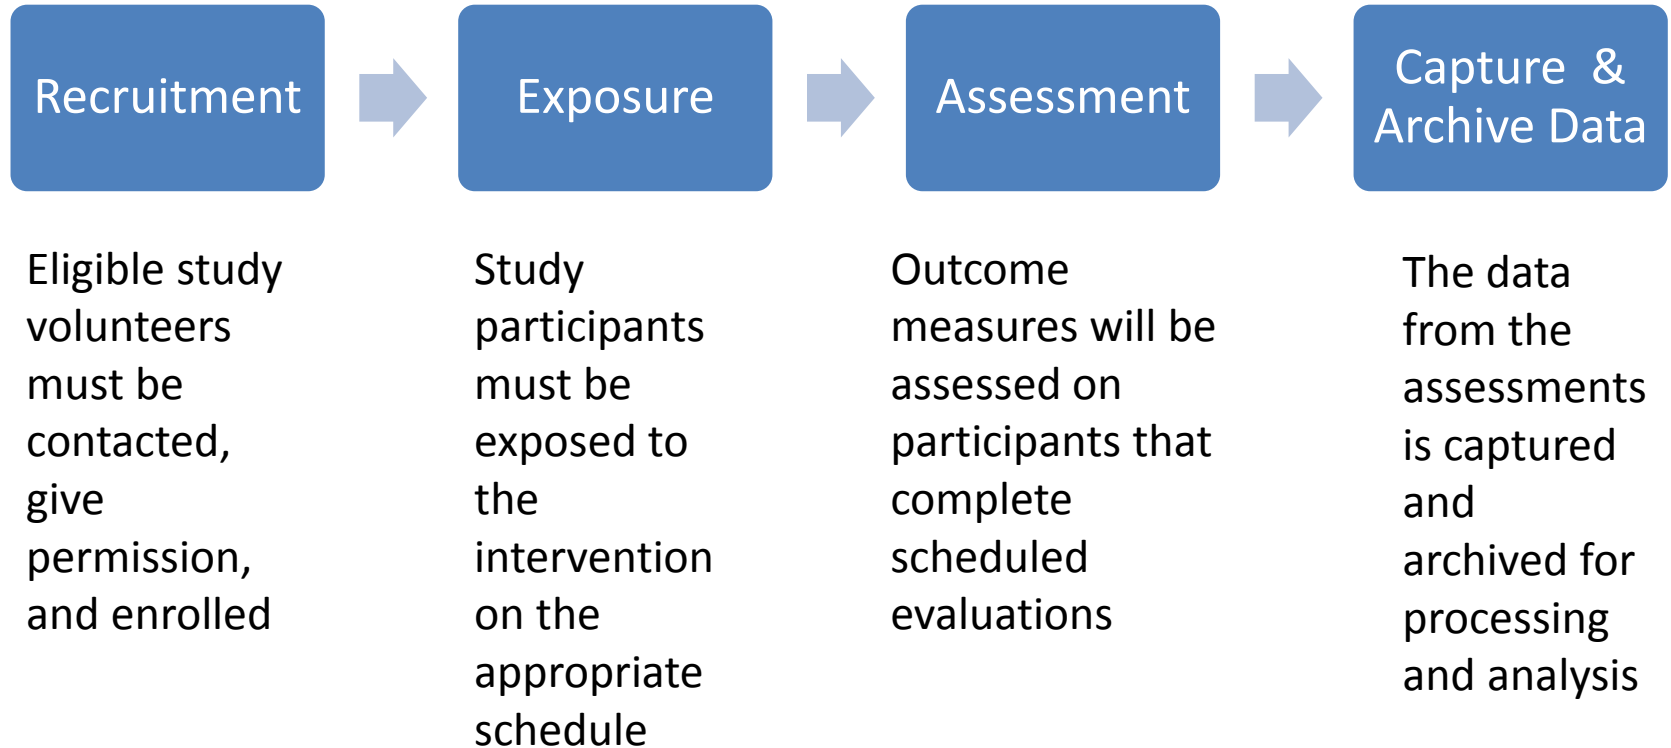 Recruitment
Exposure
Assessment
Capture &
Archive Data
Eligible study
volunteers
must be
contacted,
give
permission,
and enrolled
Study
participants
must be
exposed to
the
intervention
on the
appropriate
schedule
Outcome
measures will be
assessed on
participants that
complete
scheduled
evaluations
The data
from the
assessments
is captured
and
archived for
processing
and analysis